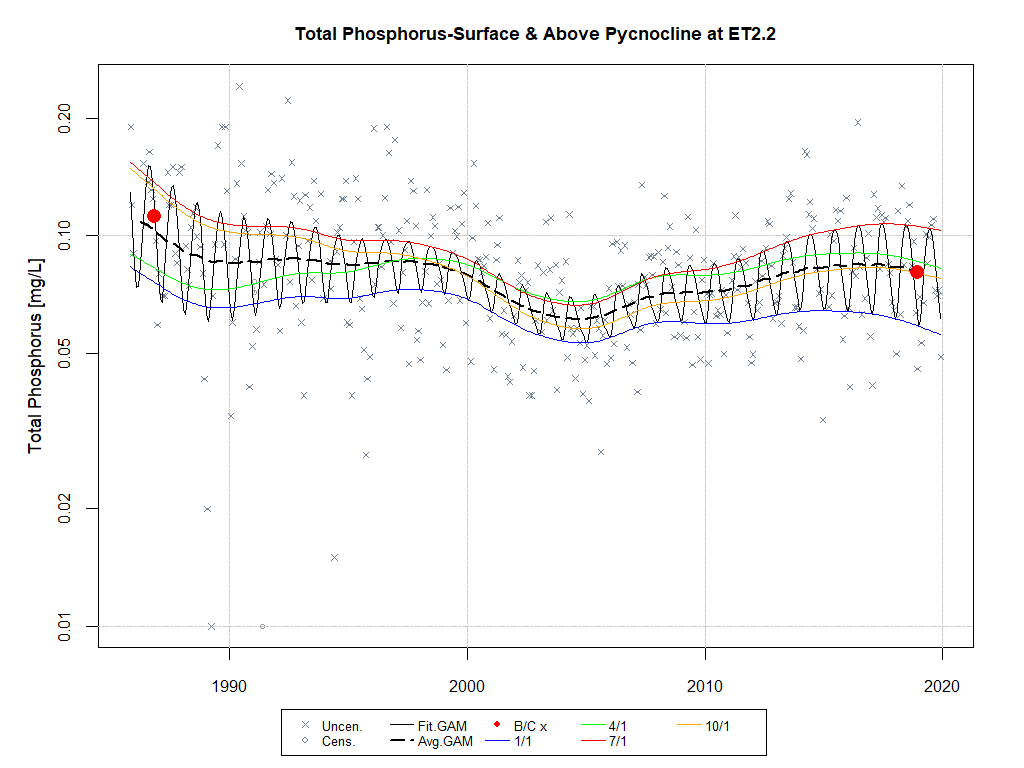 Total Phosphorus-Surface & Above Pycnocline at ET2.2
Total Phosphorus [mg/L]
0.20
0.10
0.05
0.02
0.01
1990 2000 2010 2020
Uncen. Fit.GAM B/C x 4/1 10/1
Cens. Avg.GAM 1/1 7/1